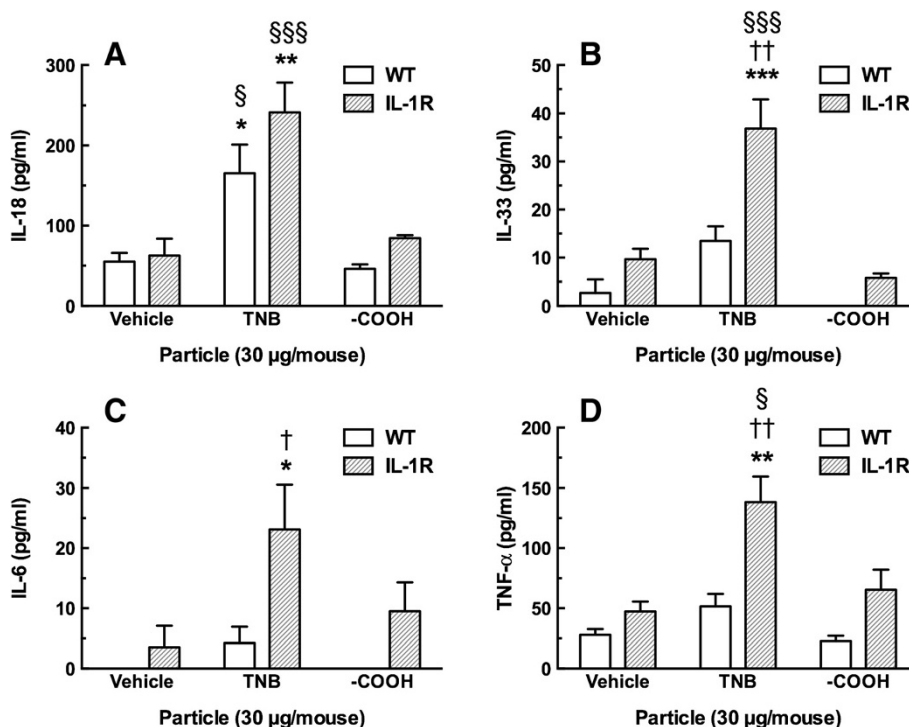 A
§§§
**
§
*
WT
IL-1R
300
200
100
0
IL-18 (pg/ml)
Vehicle TNB -COOH
Particle (30 µg/mouse)
B
§§§
††
***
WT
IL-1R
50
40
30
20
10
0
IL-33 (pg/ml)
Vehicle TNB -COOH
Particle (30 µg/mouse)
C
†
*
WT
IL-1R
40
30
20
10
0
IL-6 (pg/ml)
Vehicle TNB -COOH
Particle (30 µg/mouse)
D
§
††
**
WT
IL-1R
200
150
100
50
0
TNF-α (pg/ml)
Vehicle TNB -COOH
Particle (30 µg/mouse)